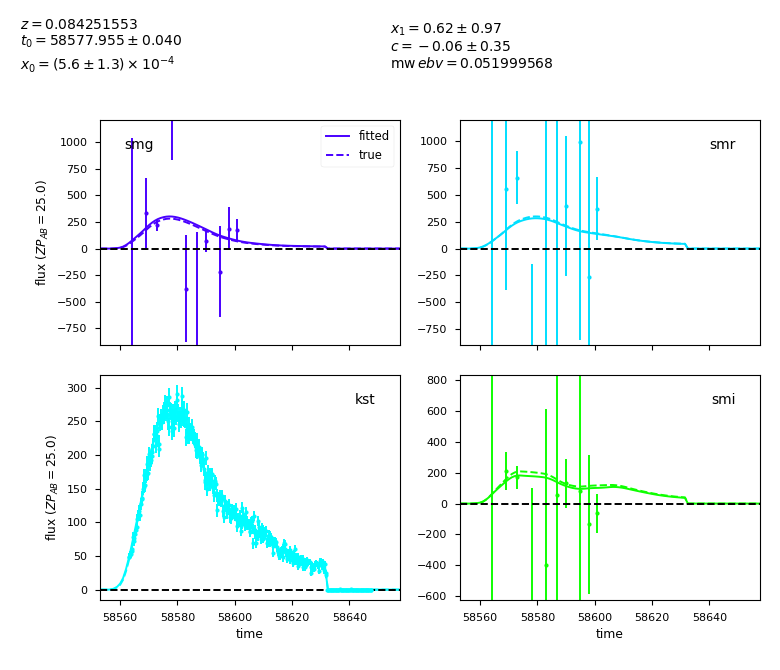 z = 0.084251553
t₀ = 58577.955 ± 0.040
x₀ = (5.6 ± 1.3) × 10⁻⁴
x₁ = 0.62 ± 0.97
c = −0.06 ± 0.35
mw ebv = 0.051999568
smg
fitted
true
1000
750
500
250
0
−250
−500
−750
flux (ZP_AB = 25.0)
smr
1000
750
500
250
0
−250
−500
−750
kst
300
250
200
150
100
50
0
flux (ZP_AB = 25.0)
58560 58580 58600 58620 58640
time
smi
800
600
400
200
0
−200
−400
−600
58560 58580 58600 58620 58640
time